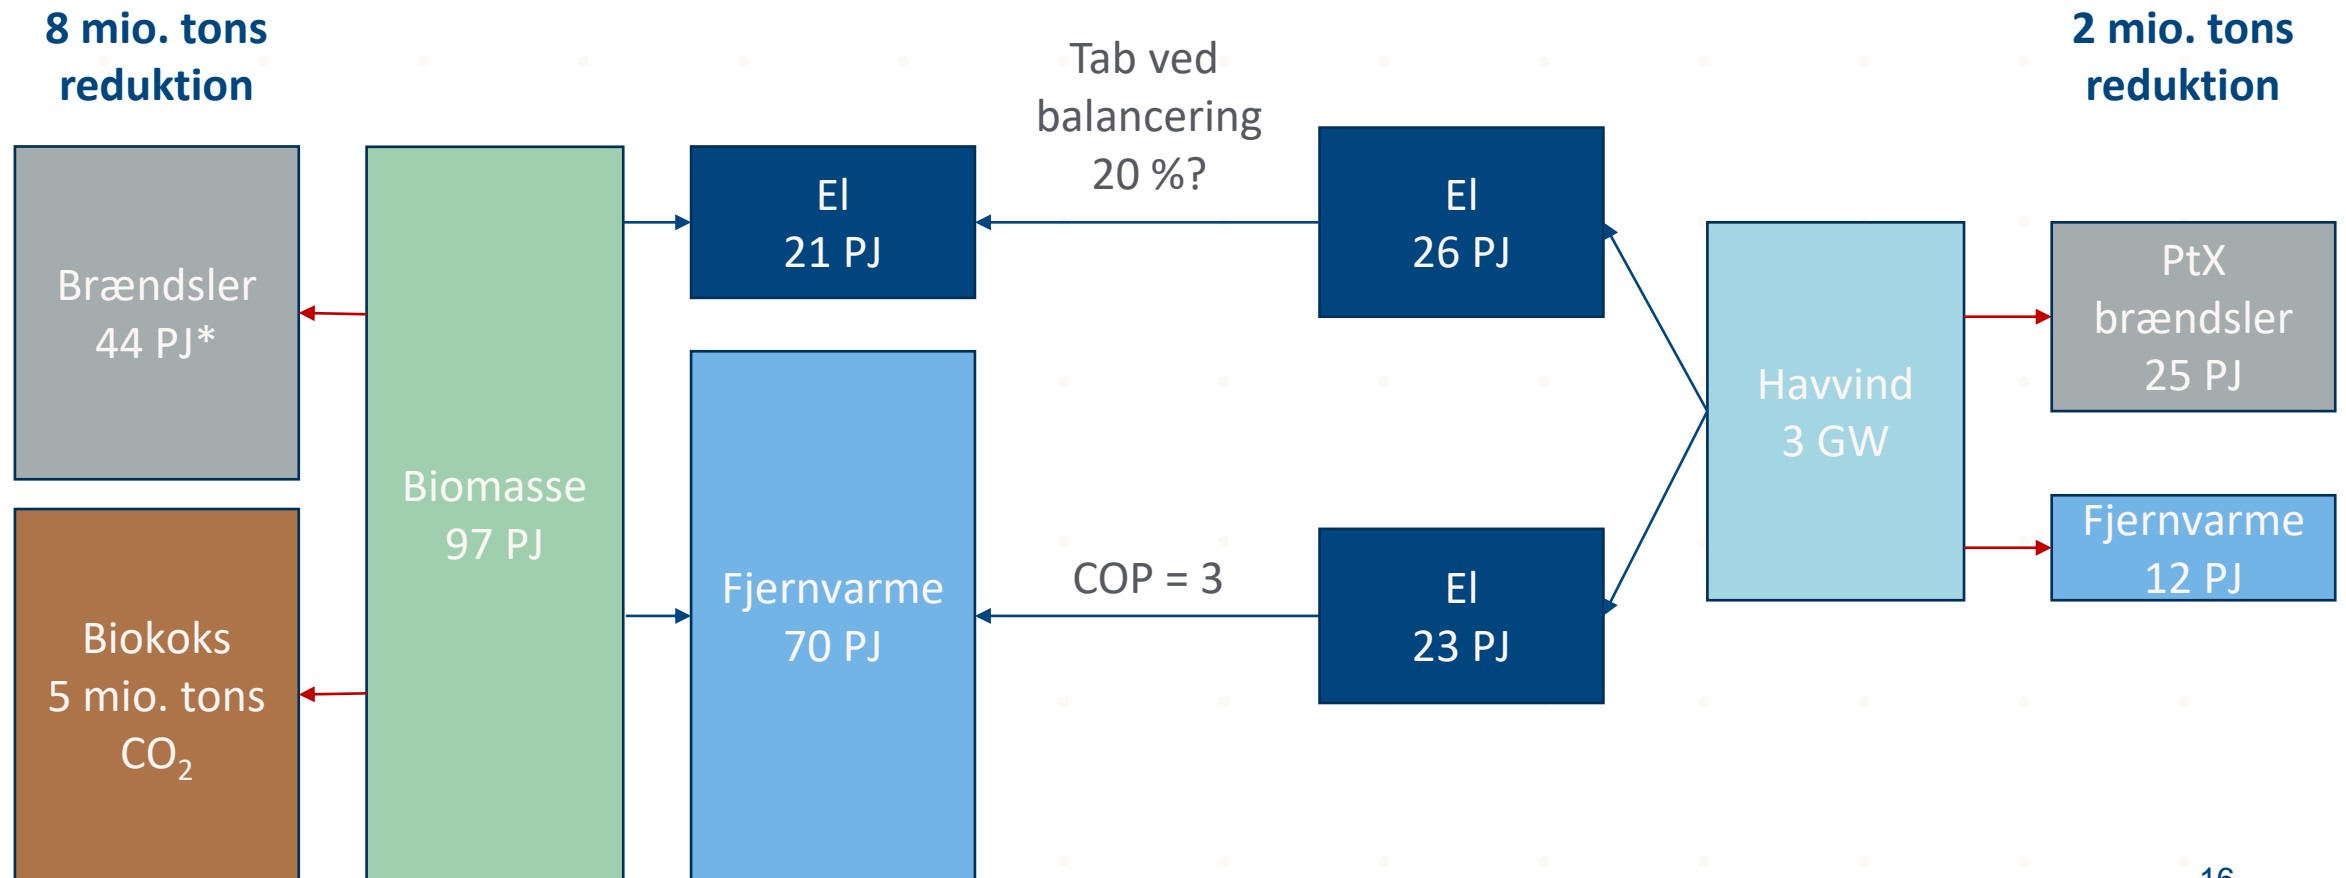 8 mio. tons
reduktion
Brændsler
44 PJ*
Biokoks
5 mio. tons
CO₂
Biomasse
97 PJ
El
21 PJ
Fjernvarme
70 PJ
Tab ved
balancering
20 %?
COP = 3
El
26 PJ
El
23 PJ
Havvind
3 GW
2 mio. tons
reduktion
PtX
brændsler
25 PJ
Fjernvarme
12 PJ
16